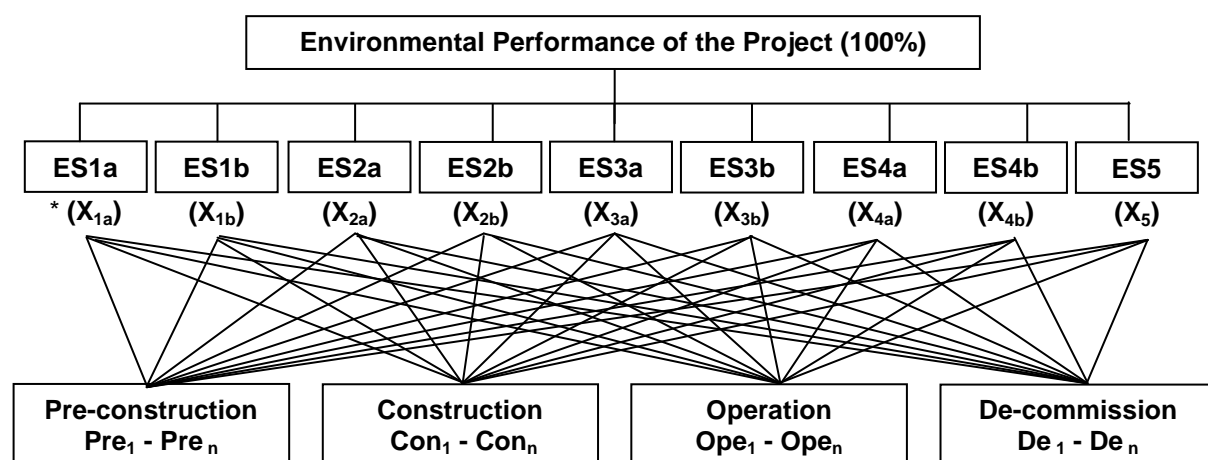 Environmental Performance of the Project (100%)
ES1a ES1b ES2a ES2b ES3a ES3b ES4a ES4b ES5
* (X1a) (X1b) (X2a) (X2b) (X3a) (X3b) (X4a) (X4b) (X5)
Pre-construction Construction Operation De-commission
Pre1 - Pre n Con1 - Conn Ope1 - Open De 1 - De n